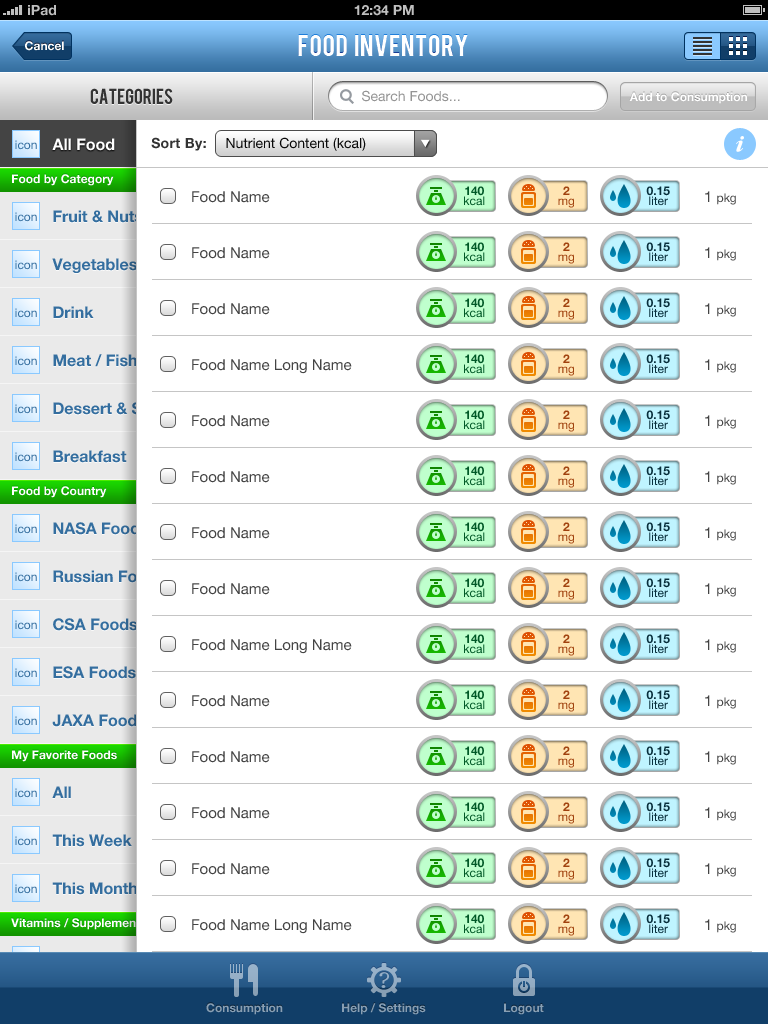 iPad
12:34 PM
Cancel
FOOD INVENTORY
CATEGORIES
Search Foods...
Add to Consumption
icon All Food
Food by Category
icon Fruit & Nut
icon Vegetables
icon Drink
icon Meat / Fish
icon Dessert & S
icon Breakfast
Food by Country
icon NASA Food
icon Russian Fo
icon CSA Foods
icon ESA Foods
icon JAXA Food
My Favorite Foods
icon All
icon This Week
icon This Month
Vitamins / Supplemen
Sort By: Nutrient Content (kcal)
i
Food Name 140 kcal 2 mg 0.15 liter 1 pkg
Food Name 140 kcal 2 mg 0.15 liter 1 pkg
Food Name 140 kcal 2 mg 0.15 liter 1 pkg
Food Name Long Name 140 kcal 2 mg 0.15 liter 1 pkg
Food Name 140 kcal 2 mg 0.15 liter 1 pkg
Food Name 140 kcal 2 mg 0.15 liter 1 pkg
Food Name 140 kcal 2 mg 0.15 liter 1 pkg
Food Name 140 kcal 2 mg 0.15 liter 1 pkg
Food Name Long Name 140 kcal 2 mg 0.15 liter 1 pkg
Food Name 140 kcal 2 mg 0.15 liter 1 pkg
Food Name 140 kcal 2 mg 0.15 liter 1 pkg
Food Name 140 kcal 2 mg 0.15 liter 1 pkg
Food Name 140 kcal 2 mg 0.15 liter 1 pkg
Food Name Long Name 140 kcal 2 mg 0.15 liter 1 pkg
Consumption
?
Help / Settings
Logout